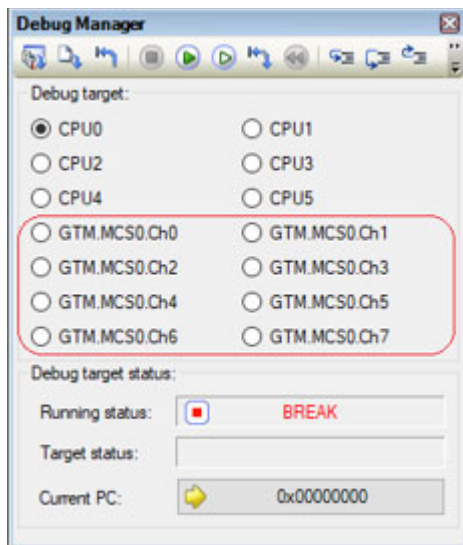 Debug Manager
Debug target:
CPU0 CPU1
CPU2 CPU3
CPU4 CPU5
GTM.MCS0.Ch0 GTM.MCS0.Ch1
GTM.MCS0.Ch2 GTM.MCS0.Ch3
GTM.MCS0.Ch4 GTM.MCS0.Ch5
GTM.MCS0.Ch6 GTM.MCS0.Ch7
Debug target status:
Running status: BREAK
Target status:
Current PC: 0x00000000